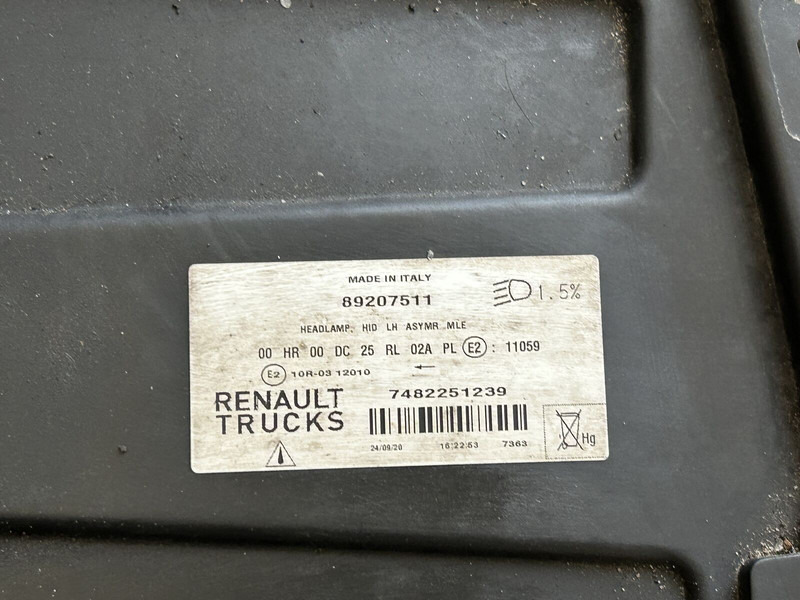 MADE IN ITALY
89207511
1.5%
HEADLAMP, HID LH ASYMR MLE
00 HR 00 DC 25 RL 02A PL E2 : 11059
E2 10R-03 12010
RENAULT
TRUCKS
7482251239
24/09/20 16:22:53 7363
Hg